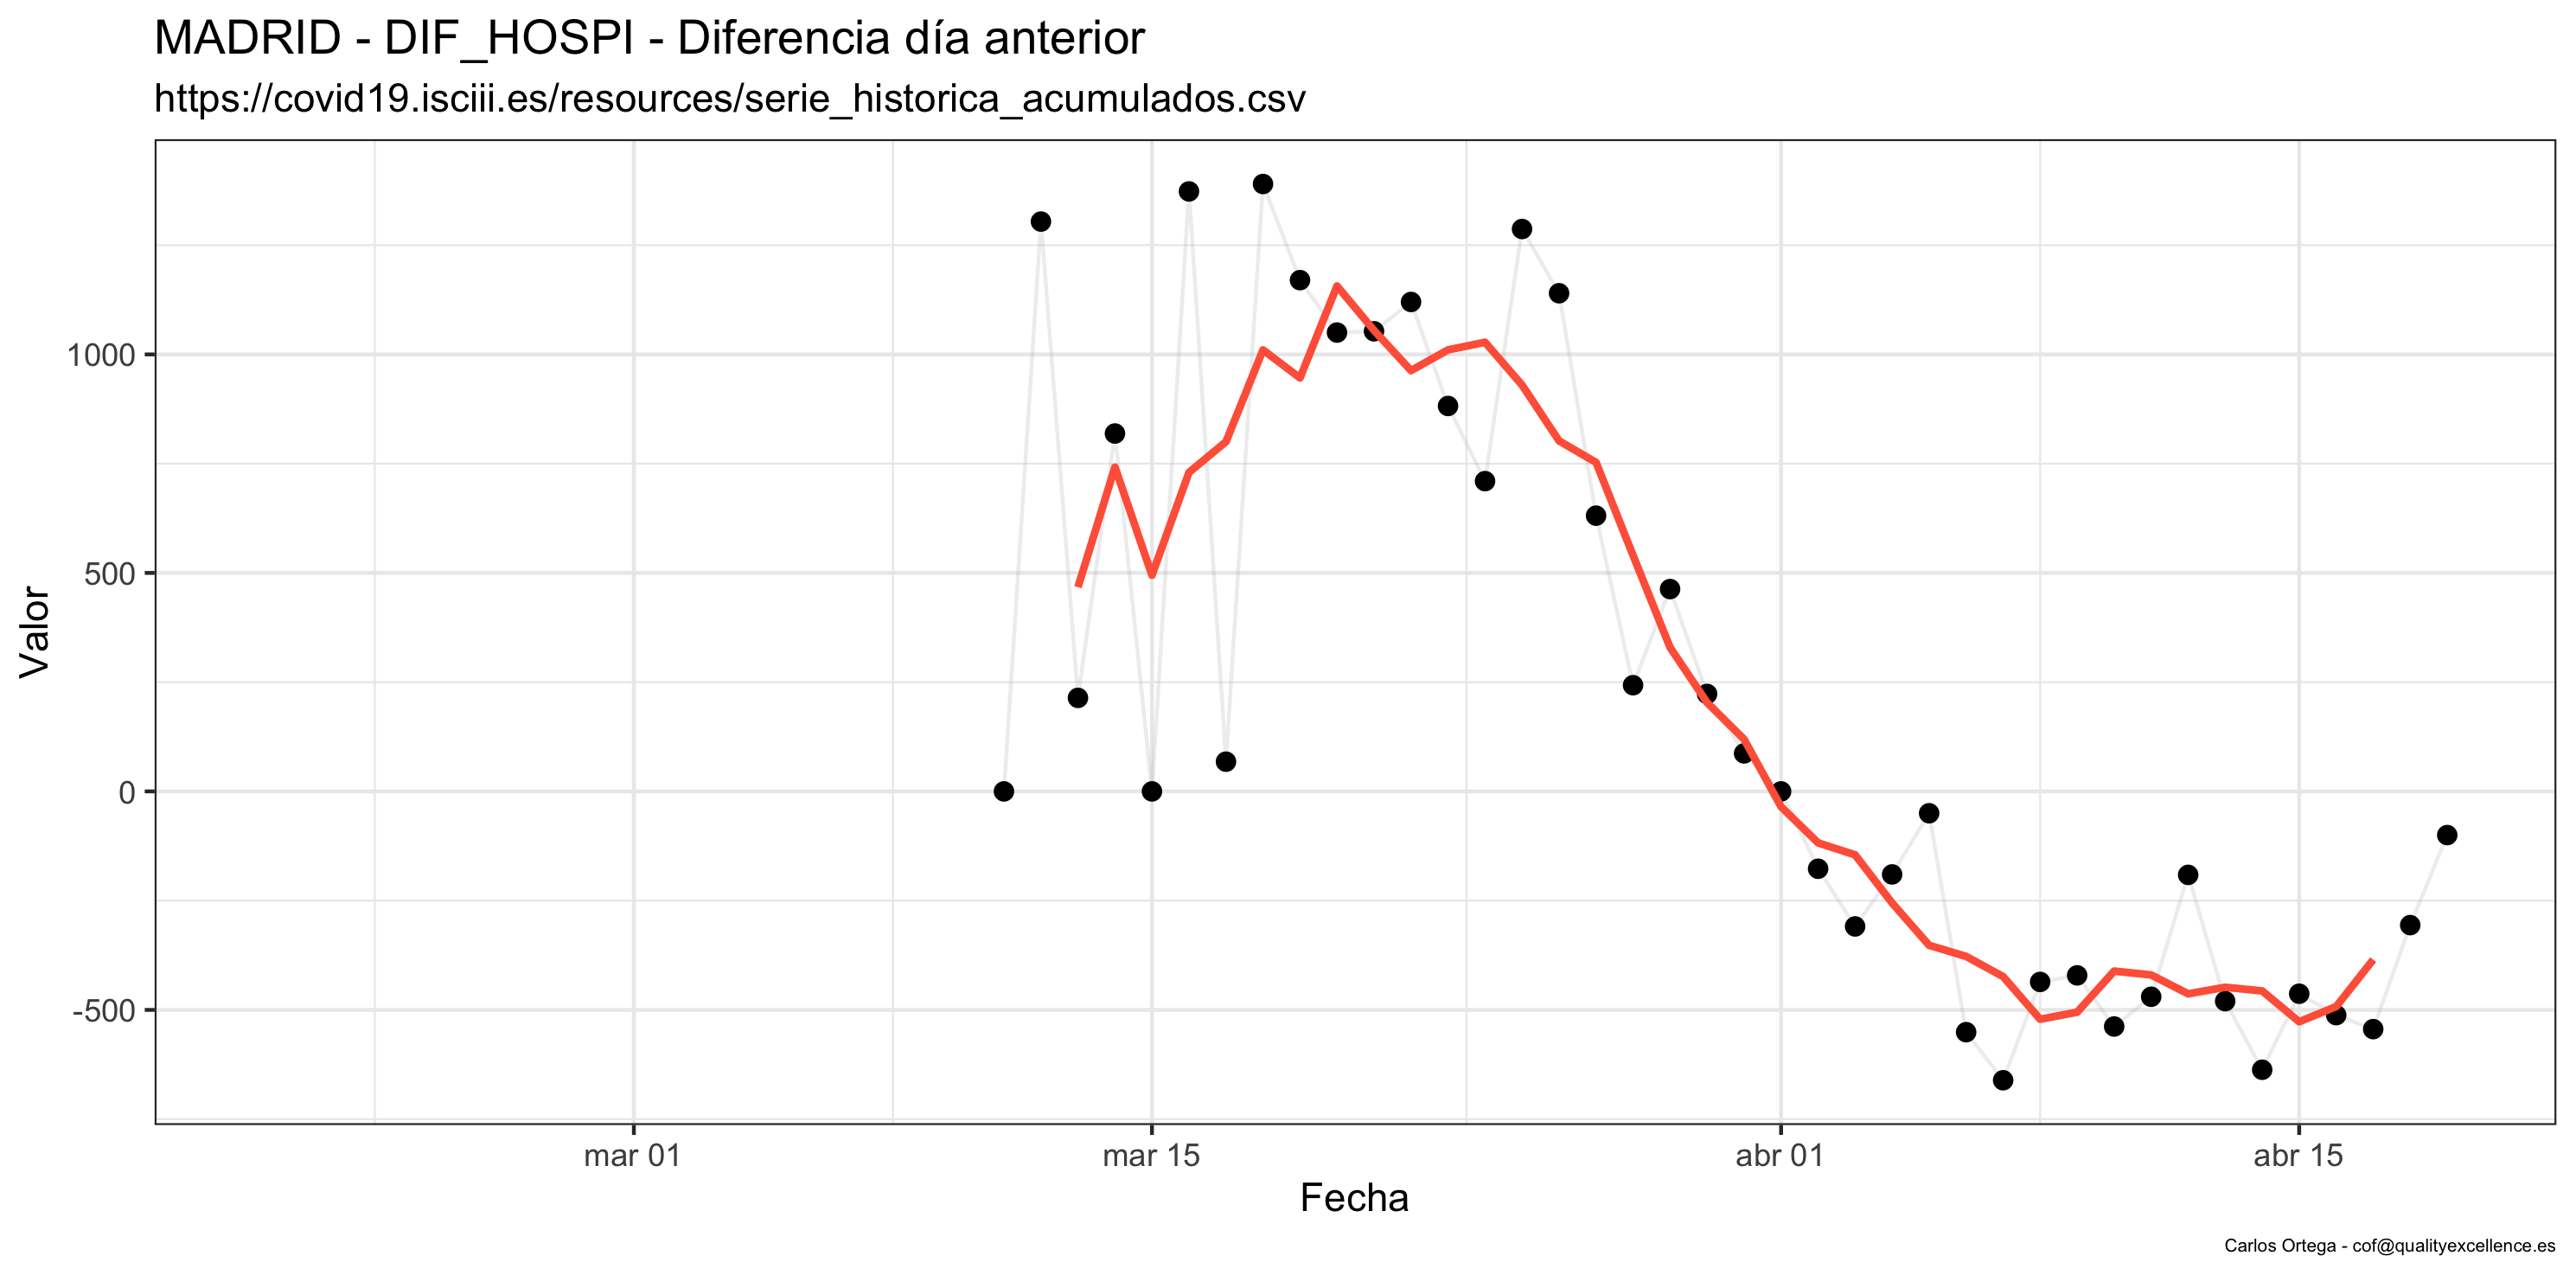 MADRID - DIF_HOSPI - Diferencia día anterior
https://covid19.isciii.es/resources/serie_historica_acumulados.csv
Valor
1000
500
0
-500
mar 01
mar 15
abr 01
abr 15
Fecha
Carlos Ortega - cof@qualityexcellence.es